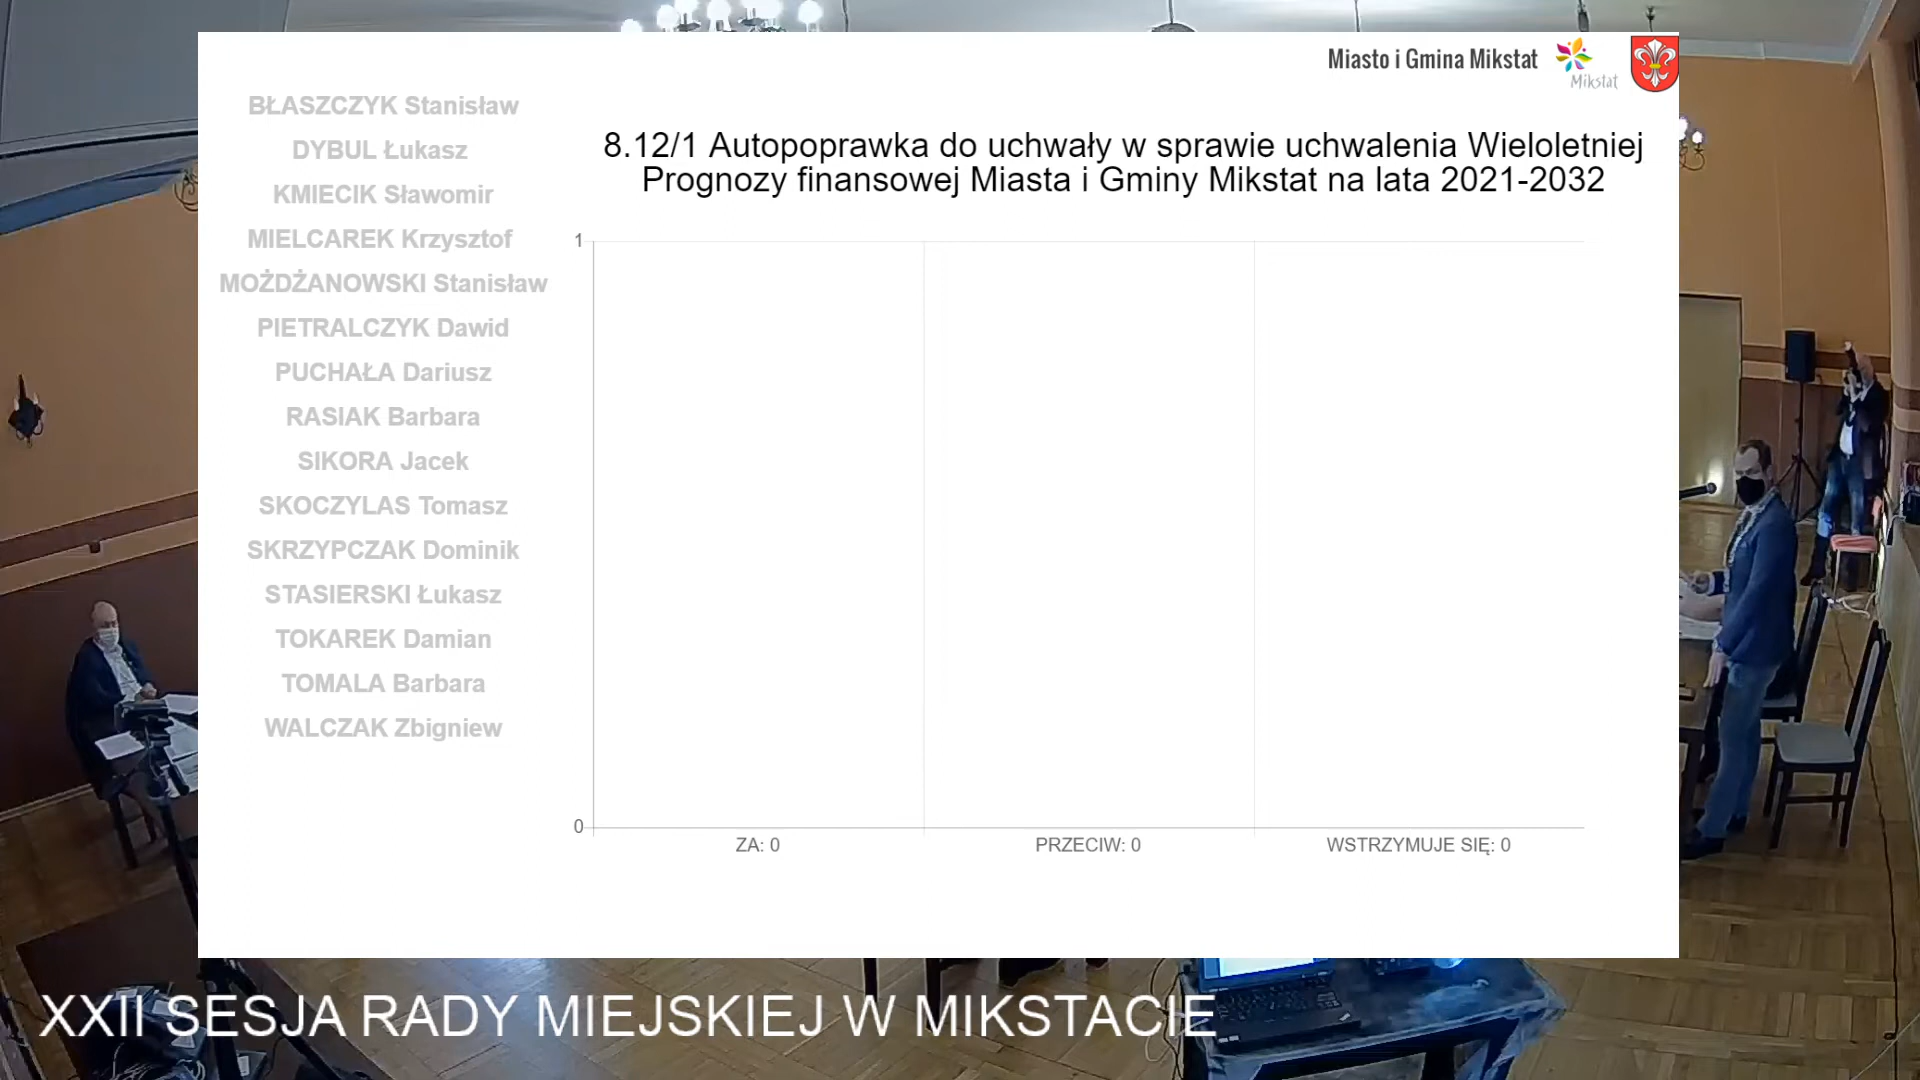 Miasto i Gmina Mikstat
Mikstat
BŁASZCZYK Stanisław
DYBUL Łukasz
KMIECIK Sławomir
MIELCAREK Krzysztof
MOŻDŻANOWSKI Stanisław
PIETRALCZYK Dawid
PUCHAŁA Dariusz
RASIAK Barbara
SIKORA Jacek
SKOCZYLAS Tomasz
SKRZYPCZAK Dominik
STASIERSKI Łukasz
TOKAREK Damian
TOMALA Barbara
WALCZAK Zbigniew
8.12/1 Autopoprawka do uchwały w sprawie uchwalenia Wieloletniej
Prognozy finansowej Miasta i Gminy Mikstat na lata 2021-2032
1
0
ZA: 0
PRZECIW: 0
WSTRZYMUJE SIĘ: 0
XXII SESJA RADY MIEJSKIEJ W MIKSTACIE